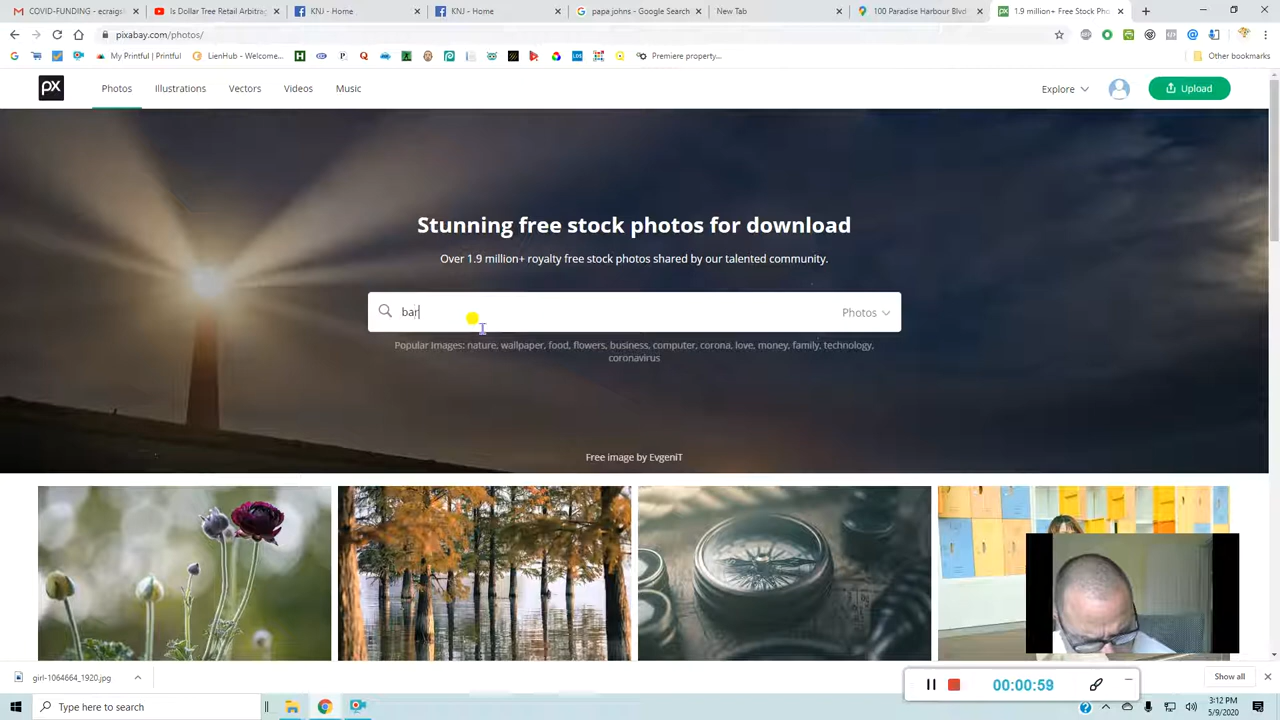 COVID-FUNDING - ecraigs
Is Dollar Tree Retail Arbitrag
KNJ - Home
KNJ - Home
papa johns - Google Search
New Tab
100 Paradise Harbour Blvd
1.9 million+ Free Stock Pho
pixabay.com/photos/
My Printful | Printful
LienHub - Welcome...
Premiere property...
Other bookmarks
px
Photos
Illustrations
Vectors
Videos
Music
Explore
Upload
Stunning free stock photos for download
Over 1.9 million+ royalty free stock photos shared by our talented community.
bar
Photos
Popular Images: nature, wallpaper, food, flowers, business, computer, corona, love, money, family, technology,
coronavirus
Free image by EvgeniT
girl-1064664_1920.jpg
Show all
00:00:59
Type here to search
3:12 PM
5/9/2020